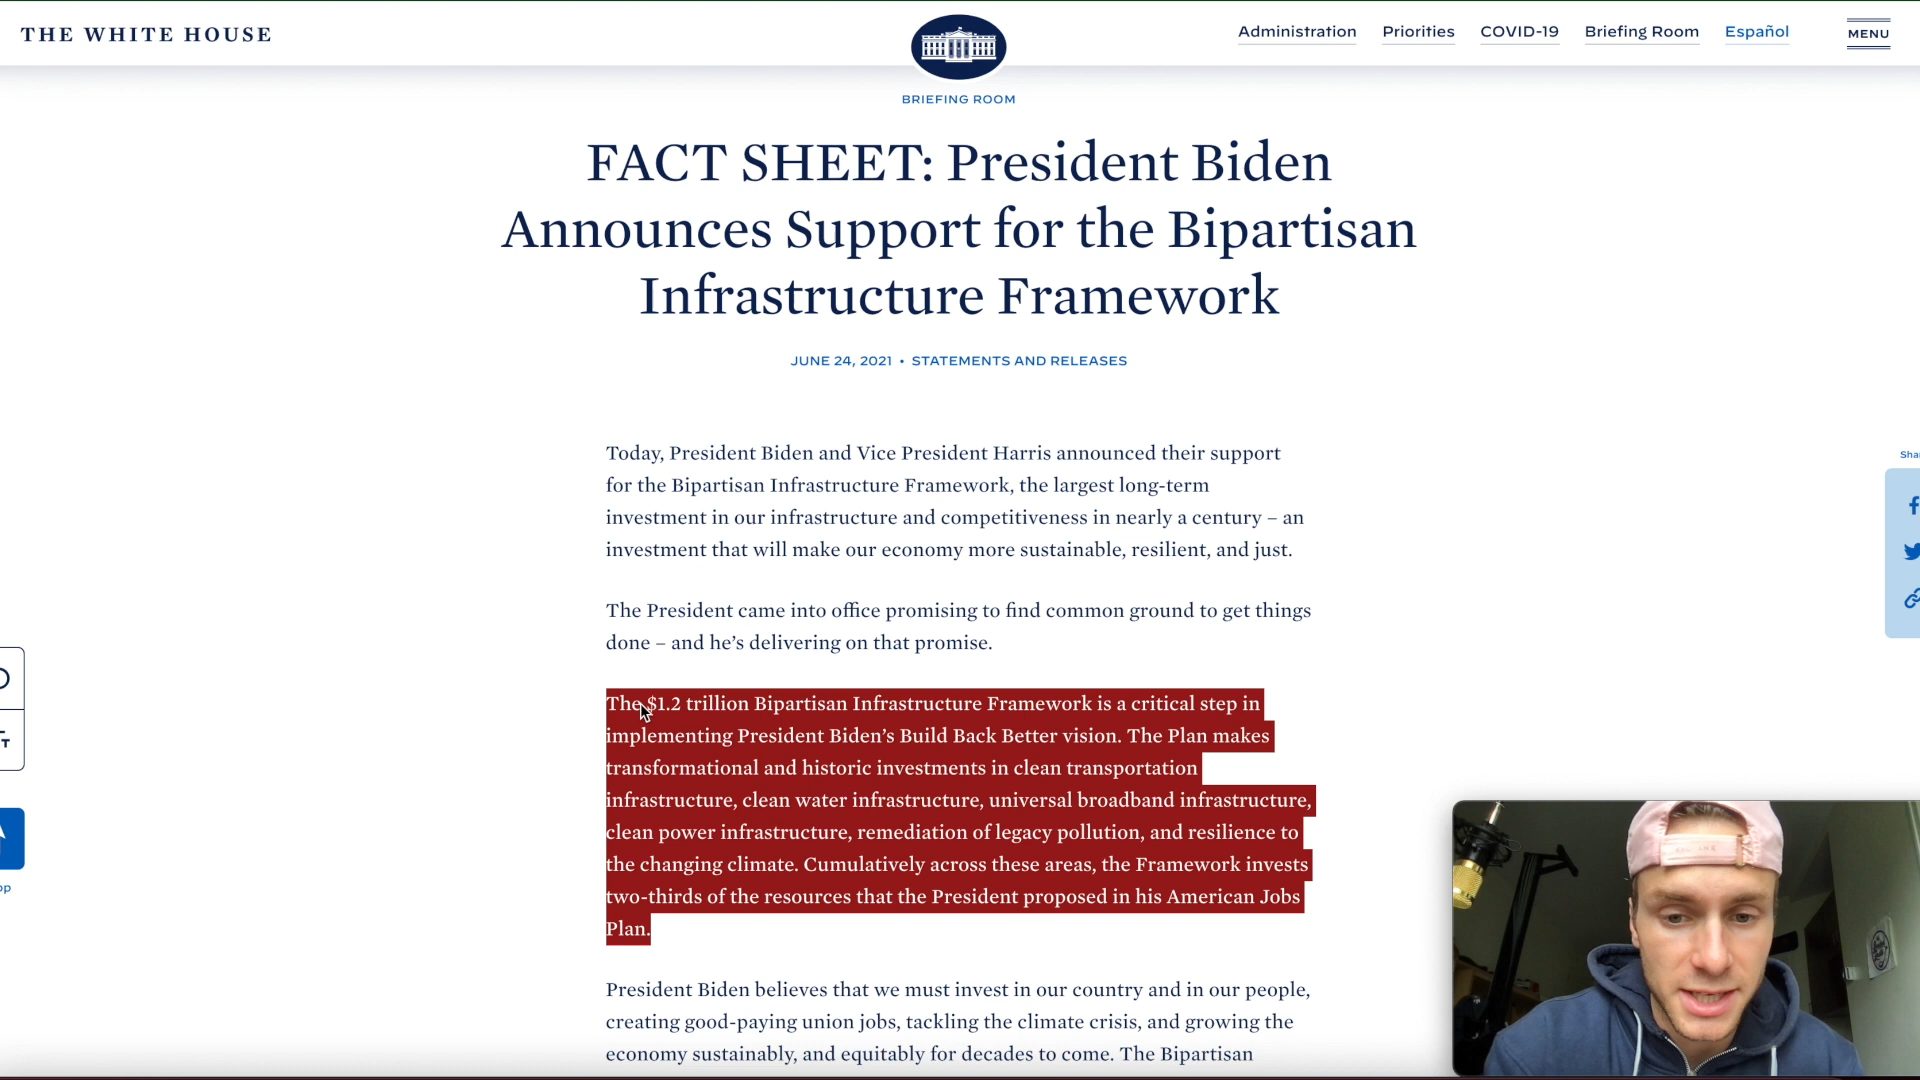 THE WHITE HOUSE
Administration
Priorities
COVID-19
Briefing Room
Español
MENU
BRIEFING ROOM
FACT SHEET: President Biden
Announces Support for the Bipartisan
Infrastructure Framework
JUNE 24, 2021 • STATEMENTS AND RELEASES
Today, President Biden and Vice President Harris announced their support
for the Bipartisan Infrastructure Framework, the largest long-term
investment in our infrastructure and competitiveness in nearly a century – an
investment that will make our economy more sustainable, resilient, and just.
The President came into office promising to find common ground to get things
done – and he’s delivering on that promise.
The $1.2 trillion Bipartisan Infrastructure Framework is a critical step in
implementing President Biden’s Build Back Better vision. The Plan makes
transformational and historic investments in clean transportation
infrastructure, clean water infrastructure, universal broadband infrastructure,
clean power infrastructure, remediation of legacy pollution, and resilience to
the changing climate. Cumulatively across these areas, the Framework invests
two-thirds of the resources that the President proposed in his American Jobs
Plan.
President Biden believes that we must invest in our country and in our people,
creating good-paying union jobs, tackling the climate crisis, and growing the
economy sustainably, and equitably for decades to come. The Bipartisan